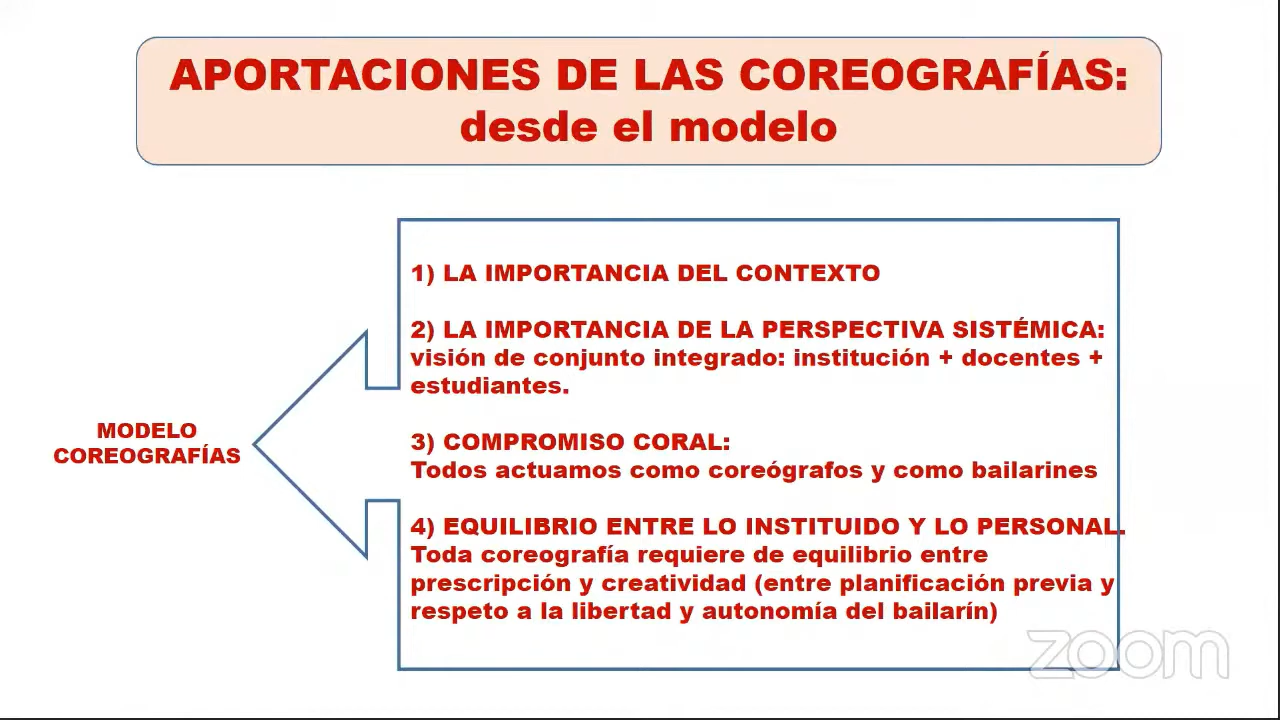 APORTACIONES DE LAS COREOGRAFÍAS:
desde el modelo
1) LA IMPORTANCIA DEL CONTEXTO
2) LA IMPORTANCIA DE LA PERSPECTIVA SISTÉMICA:
visión de conjunto integrado: institución + docentes +
estudiantes.
3) COMPROMISO CORAL:
Todos actuamos como coreógrafos y como bailarines
4) EQUILIBRIO ENTRE LO INSTITUIDO Y LO PERSONAL.
Toda coreografía requiere de equilibrio entre
prescripción y creatividad (entre planificación previa y
respeto a la libertad y autonomía del bailarín)
MODELO
COREOGRAFÍAS
zoom